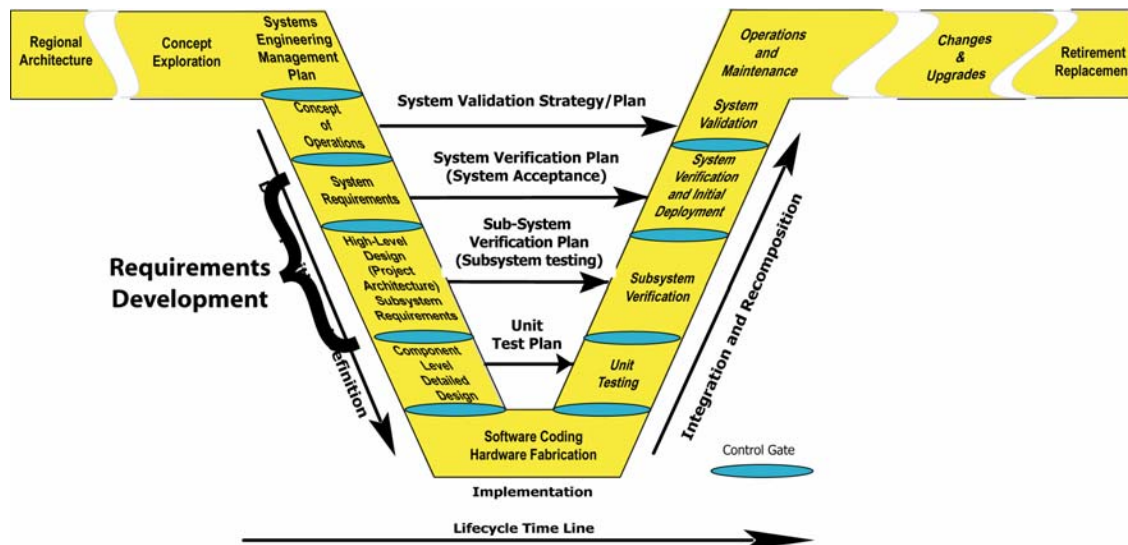 Regional
Architecture
Concept
Exploration
Systems
Engineering
Management
Plan
Operations
and
Maintenance
Changes
&
Upgrades
Retirement
Replacement
Concept
of
Operations
System Validation Strategy/Plan
System
Validation
System
Requirements
System Verification Plan
(System Acceptance)
System
Verification
and Initial
Deployment
High-Level
Design
(Project
Architecture)
Subsystem
Requirements
Sub-System
Verification Plan
(Subsystem testing)
Subsystem
Verification
Requirements
Development
Component
Level
Detailed
Design
Unit
Test Plan
Unit
Testing
Integration and Recomposition
Software Coding
Hardware Fabrication
Control Gate
Implementation
Lifecycle Time Line